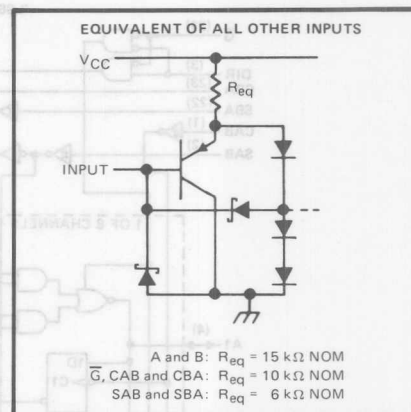 EQUIVALENT OF ALL OTHER INPUTS
VCC
Req
INPUT
A and B: Req = 15 kΩ NOM
G̅, CAB and CBA: Req = 10 kΩ NOM
SAB and SBA: Req = 6 kΩ NOM